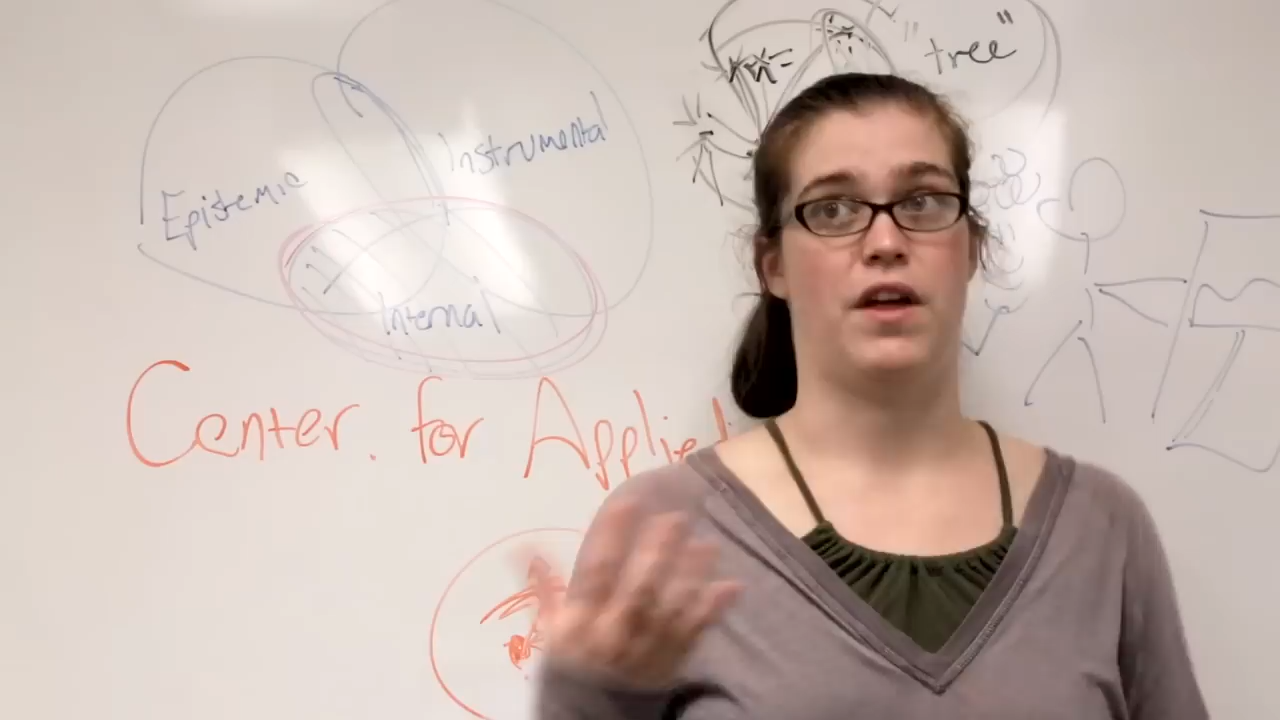 "tree"
Instrumental
Epistemic
Internal
Center for Applied